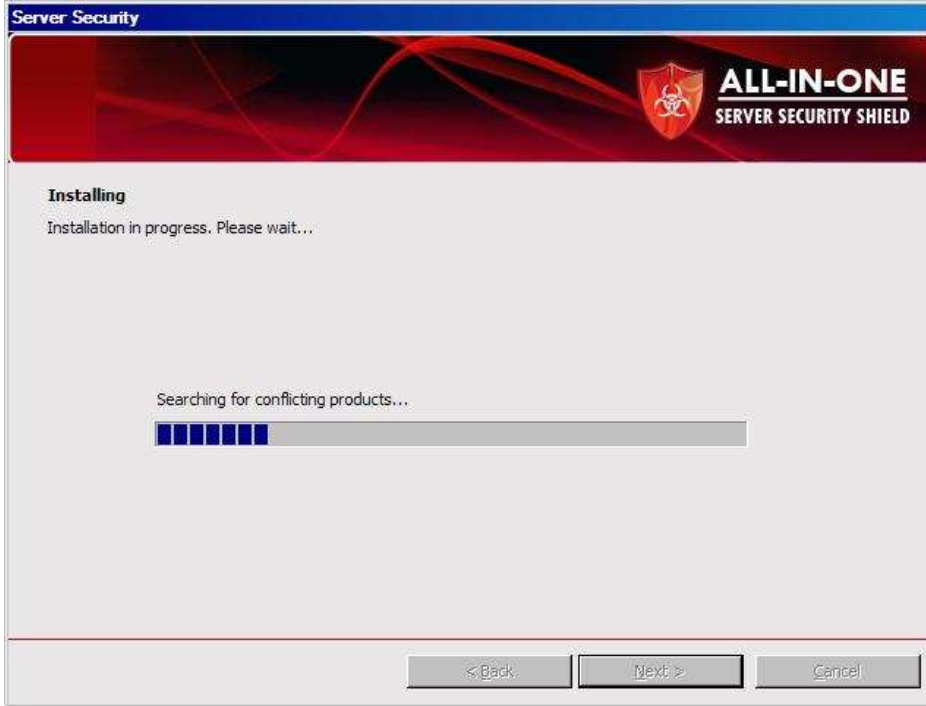 Server Security
ALL-IN-ONE
SERVER SECURITY SHIELD
Installing
Installation in progress. Please wait...
Searching for conflicting products...
< Back
Next >
Cancel